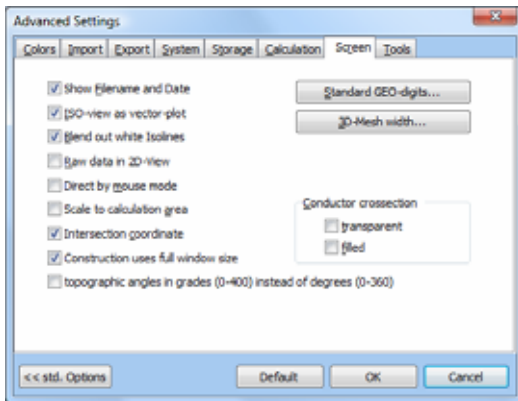 Advanced Settings
Colors Import Export System Storage Calculation Screen Tools
Show Filename and Date
Standard GEO-digits...
ISO-view as vector-plot
3D-Mesh width...
Blend out white Isolines
Raw data in 2D-View
Direct by mouse mode
Scale to calculation area
Conductor crossection
Intersection coordinate
transparent
Construction uses full window size
filled
topographic angles in grades (0-400) instead of degrees (0-360)
<< std. Options Default OK Cancel